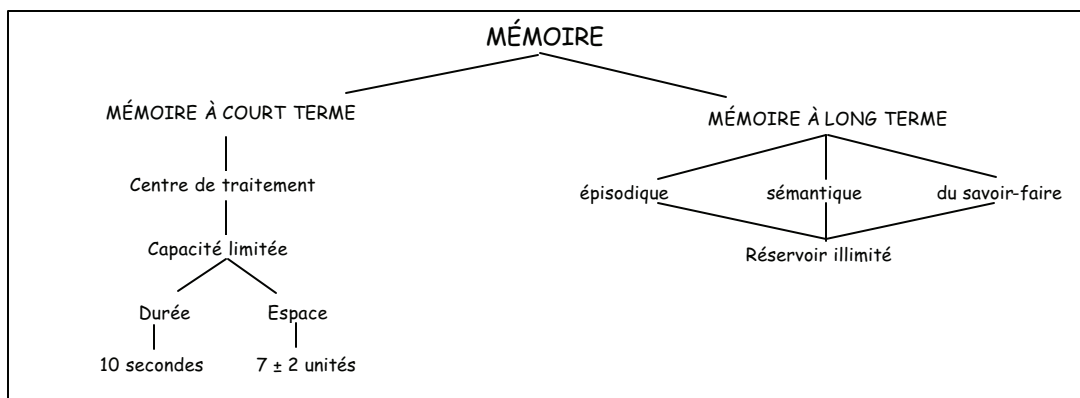 MÉMOIRE
MÉMOIRE À COURT TERME
MÉMOIRE À LONG TERME
Centre de traitement
épisodique sémantique du savoir-faire
Capacité limitée
Réservoir illimité
Durée Espace
10 secondes 7 ± 2 unités